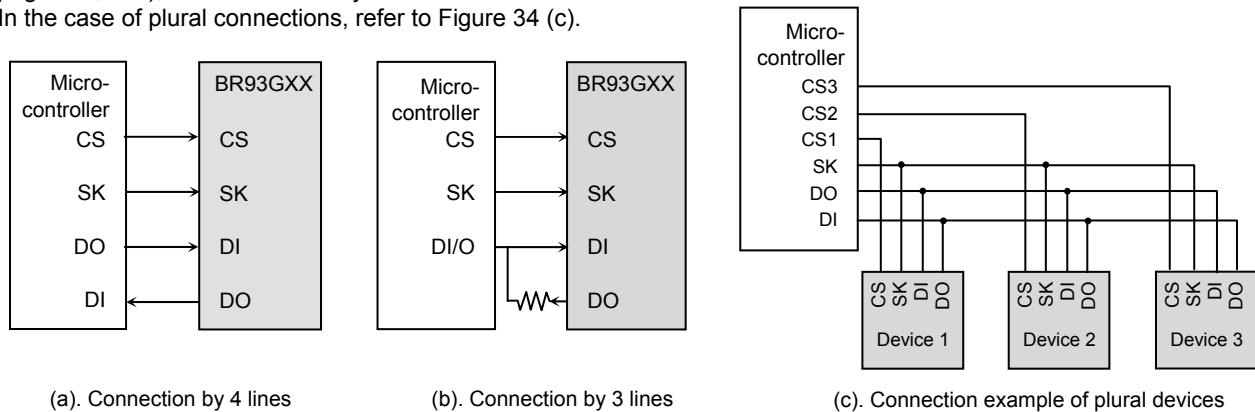 In the case of plural connections, refer to Figure 34 (c).
Micro-
controller
CS
SK
DO
DI
BR93GXX
CS
SK
DI
DO
(a). Connection by 4 lines
Micro-
controller
CS
SK
DI/O
BR93GXX
CS
SK
DI
DO
(b). Connection by 3 lines
Micro-
controller
CS3
CS2
CS1
SK
DO
DI
CS
SK
DI
DO
Device 1
CS
SK
DI
DO
Device 2
CS
SK
DI
DO
Device 3
(c). Connection example of plural devices